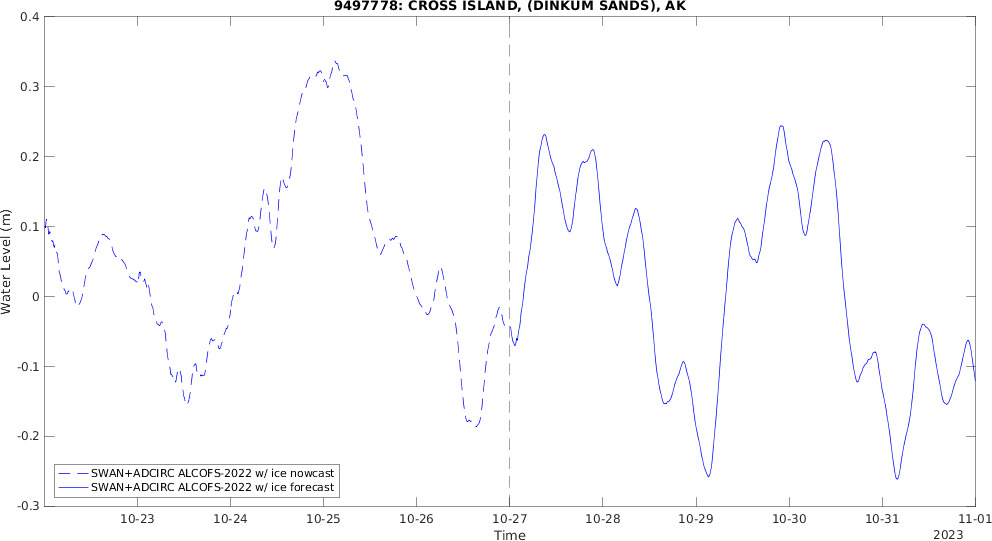 9497778: CROSS ISLAND, (DINKUM SANDS), AK
Water Level (m)
0.4
0.3
0.2
0.1
0
-0.1
-0.2
-0.3
SWAN+ADCIRC ALCOFS-2022 w/ ice nowcast
SWAN+ADCIRC ALCOFS-2022 w/ ice forecast
10-23 10-24 10-25 10-26 10-27 10-28 10-29 10-30 10-31 11-01
Time
2023